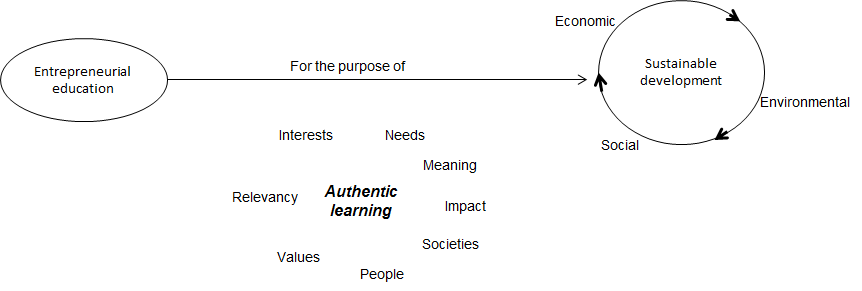 Economic
Entrepreneurial
education
For the purpose of
Sustainable
development
Environmental
Social
Interests
Needs
Meaning
Relevancy
Authentic
learning
Impact
Societies
Values
People